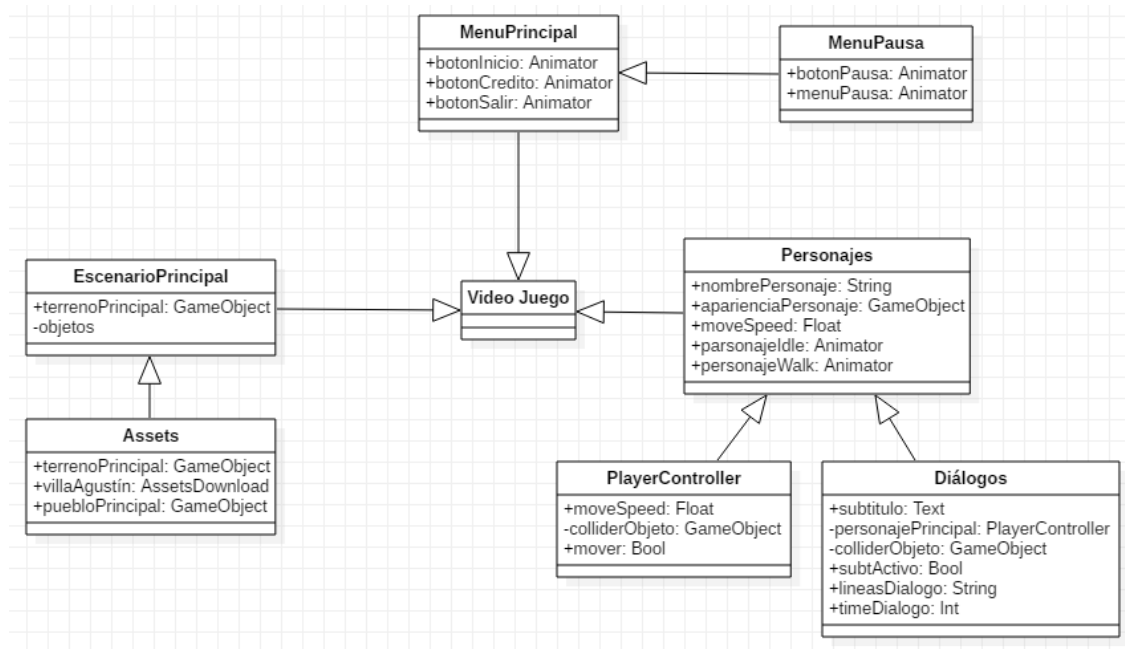 MenuPrincipal
+botonInicio: Animator
+botonCredito: Animator
+botonSalir: Animator
MenuPausa
+botonPausa: Animator
+menuPausa: Animator
EscenarioPrincipal
+terrenoPrincipal: GameObject
-objetos
Video Juego
Personajes
+nombrePersonaje: String
+aparienciaPersonaje: GameObject
+moveSpeed: Float
+parsonajeIdle: Animator
+personajeWalk: Animator
Assets
+terrenoPrincipal: GameObject
+villaAgustín: AssetsDownload
+puebloPrincipal: GameObject
PlayerController
+moveSpeed: Float
-colliderObjeto: GameObject
+mover: Bool
Diálogos
+subtitulo: Text
-personajePrincipal: PlayerController
-colliderObjeto: GameObject
+subtActivo: Bool
+lineasDialogo: String
+timeDialogo: Int